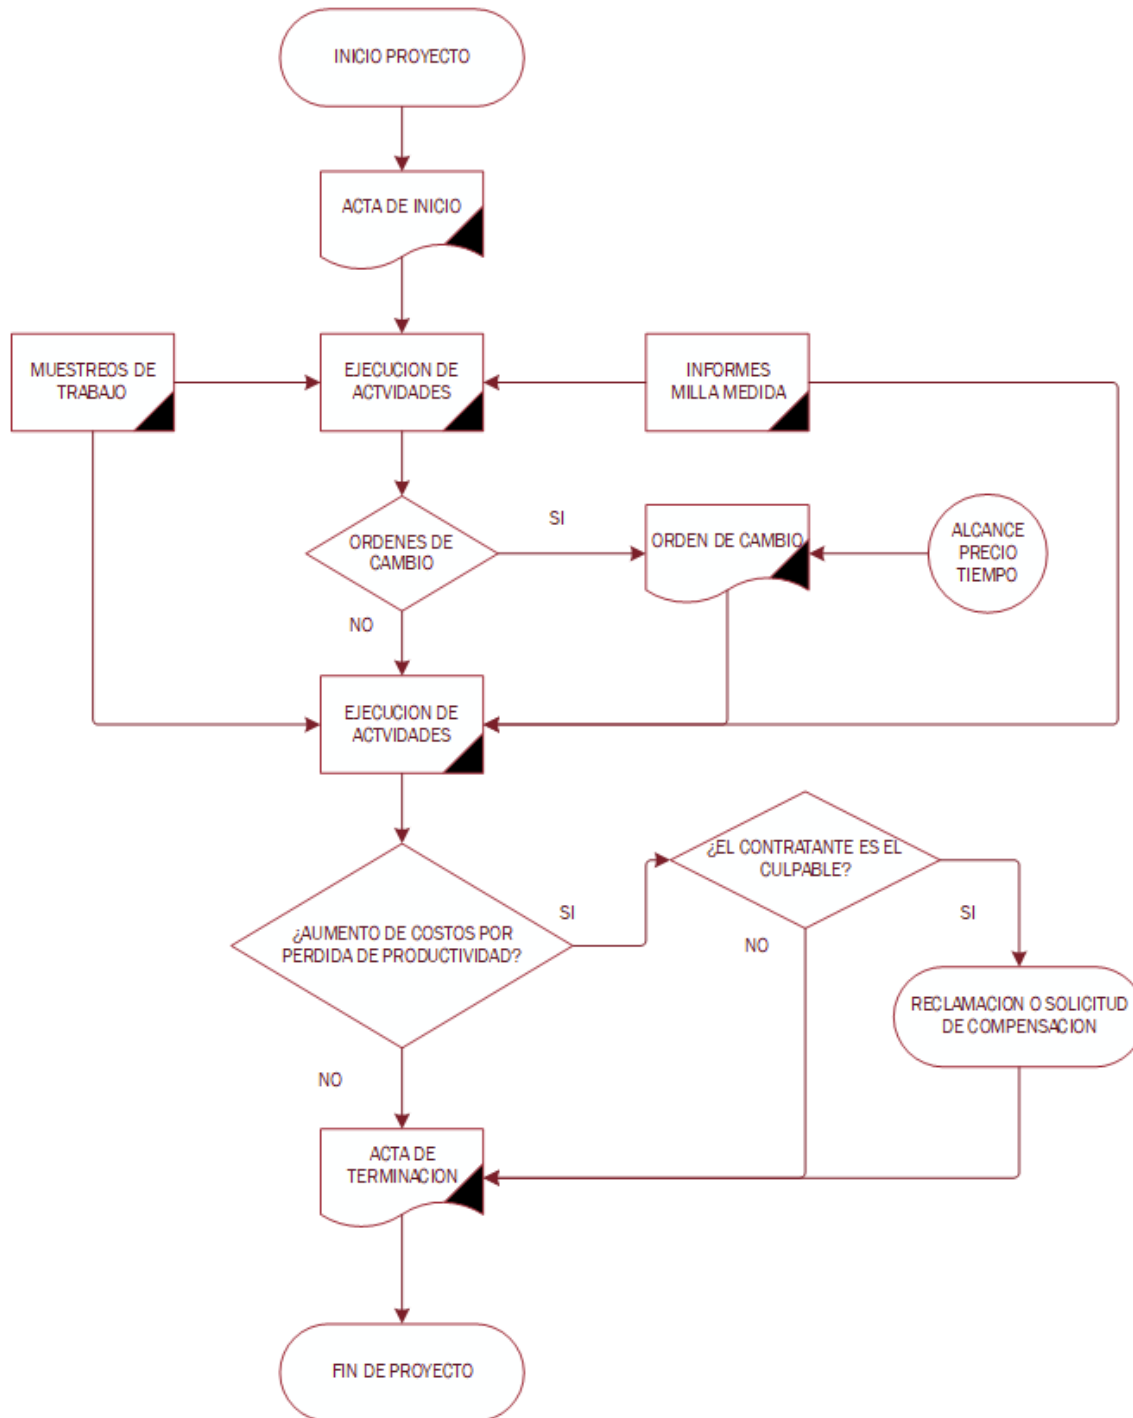 INICIO PROYECTO
ACTA DE INICIO
MUESTREOS DE
TRABAJO
EJECUCION DE
ACTVIDADES
INFORMES
MILLA MEDIDA
ORDENES DE
CAMBIO
SI
ORDEN DE CAMBIO
ALCANCE
PRECIO
TIEMPO
NO
EJECUCION DE
ACTVIDADES
¿EL CONTRATANTE ES EL
CULPABLE?
¿AUMENTO DE COSTOS POR
PERDIDA DE PRODUCTIVIDAD?
SI
NO
SI
RECLAMACION O SOLICITUD
DE COMPENSACION
NO
ACTA DE
TERMINACION
FIN DE PROYECTO